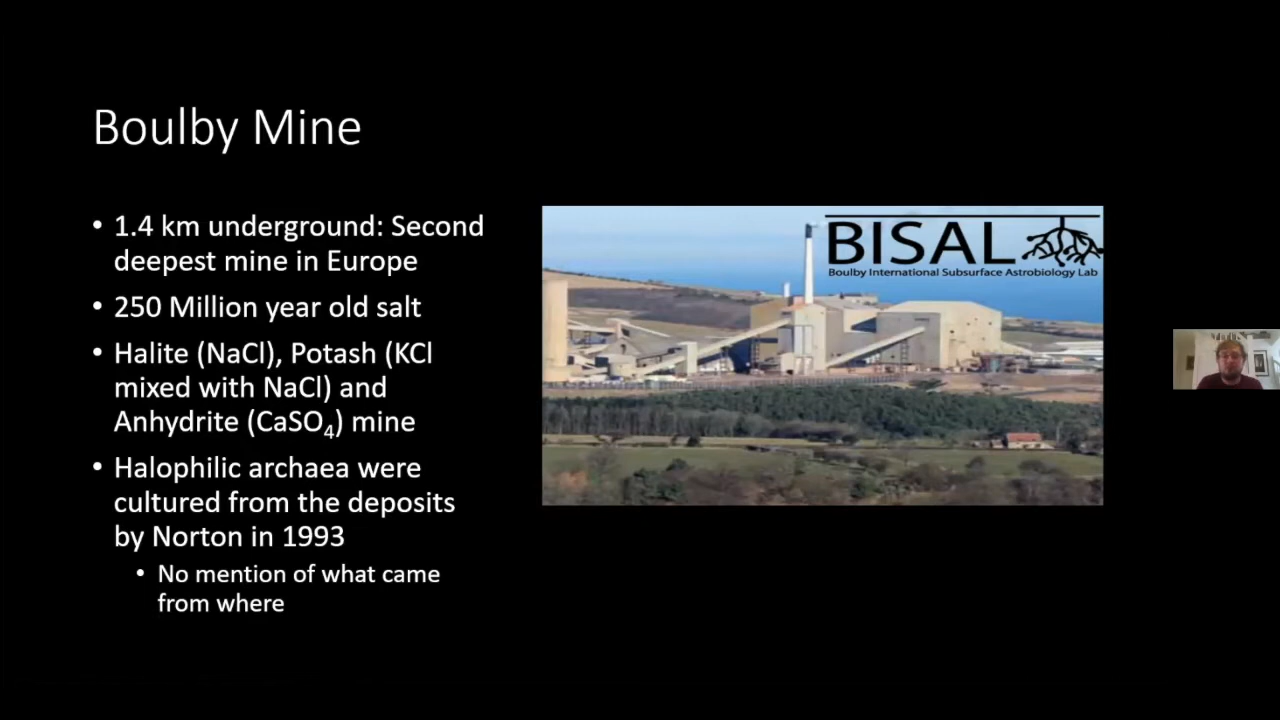 Boulby Mine
• 1.4 km underground: Second
deepest mine in Europe
• 250 Million year old salt
• Halite (NaCl), Potash (KCl
mixed with NaCl) and
Anhydrite (CaSO₄) mine
• Halophilic archaea were
cultured from the deposits
by Norton in 1993
• No mention of what came
from where
BISAL
Boulby International Subsurface Astrobiology Lab